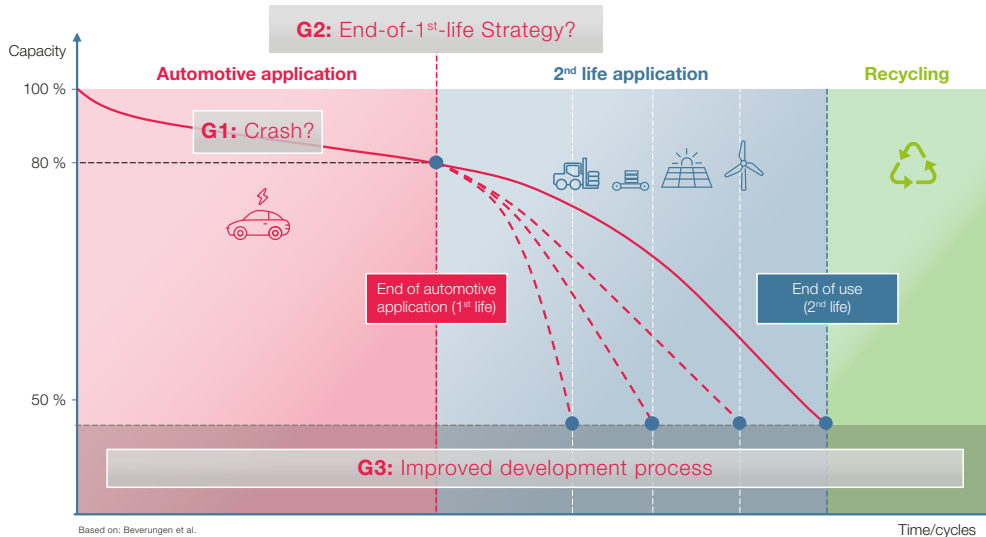 G2: End-of-1st-life Strategy?
Capacity
Automotive application
2nd life application
Recycling
100 %
G1: Crash?
80 %
End of automotive
application (1st life)
End of use
(2nd life)
50 %
G3: Improved development process
Based on: Beverungen et al.
Time/cycles